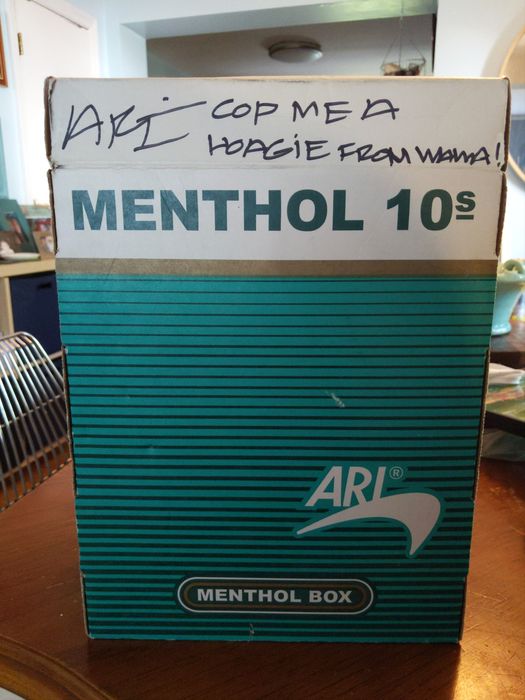 ARI COP ME A
HOAGIE FROM WAWA!
MENTHOL 10s
ARI®
MENTHOL BOX